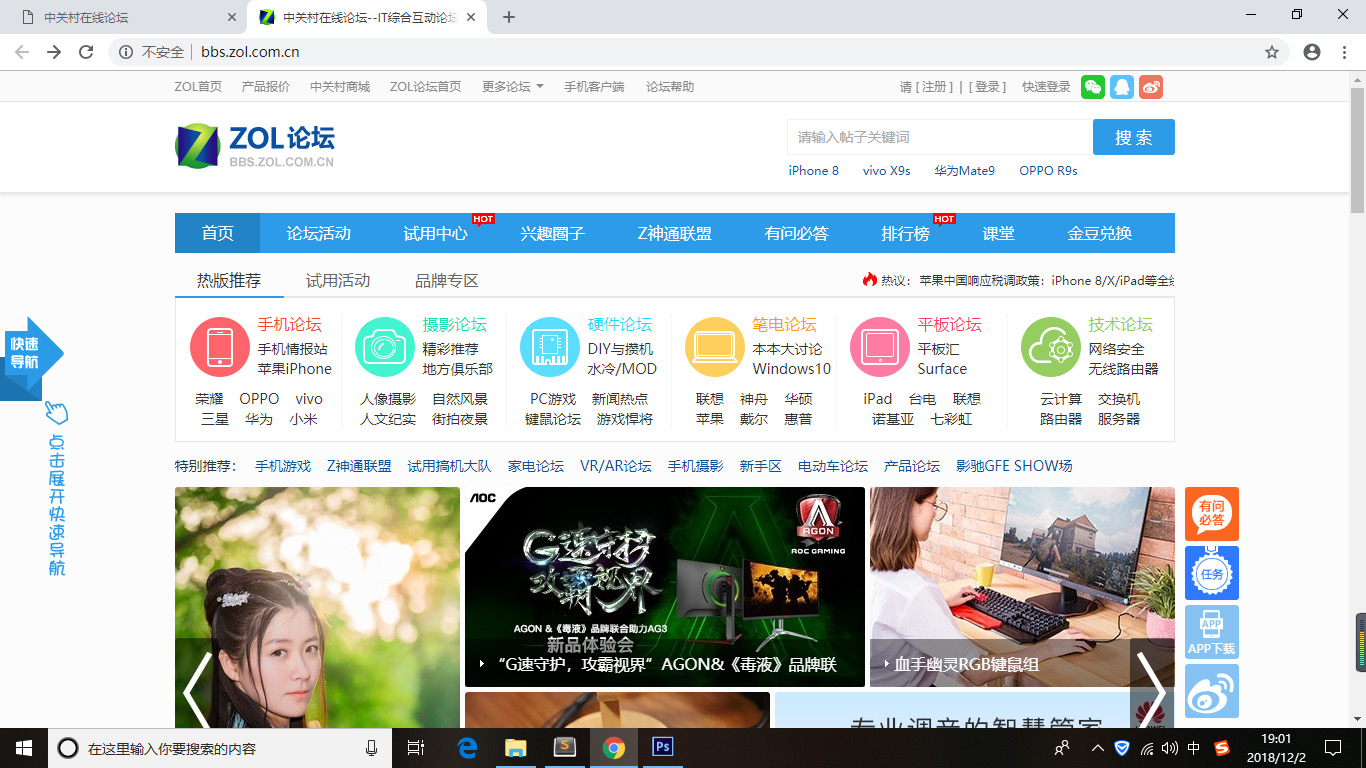 中关村在线论坛
中关村在线论坛--IT综合互动论坛
不安全 | bbs.zol.com.cn
ZOL首页 产品报价 中关村商城 ZOL论坛首页 更多论坛 手机客户端 论坛帮助 请 [ 注册 ] | [ 登录 ] 快速登录
ZOL论坛
BBS.ZOL.COM.CN
请输入帖子关键词 搜 索
iPhone 8 vivo X9s 华为Mate9 OPPO R9s
HOT HOT
首页 论坛活动 试用中心 兴趣圈子 Z神通联盟 有问必答 排行榜 课堂 金豆兑换
热版推荐 试用活动 品牌专区 热议： 苹果中国响应税调政策：iPhone 8/X/iPad等全线
快速
导航
点击展开快速导航
手机论坛 摄影论坛 硬件论坛 笔电论坛 平板论坛 技术论坛
手机情报站 精彩推荐 DIY与攒机 本本大讨论 平板汇 网络安全
苹果iPhone 地方俱乐部 水冷/MOD Windows10 Surface 无线路由器
荣耀 OPPO vivo 人像摄影 自然风景 PC游戏 新闻热点 联想 神舟 华硕 iPad 台电 联想 云计算 交换机
三星 华为 小米 人文纪实 街拍夜景 键鼠论坛 游戏悍将 苹果 戴尔 惠普 诺基亚 七彩虹 路由器 服务器
特别推荐： 手机游戏 Z神通联盟 试用搞机大队 家电论坛 VR/AR论坛 手机摄影 新手区 电动车论坛 产品论坛 影驰GFE SHOW场
AOC
AGON
AOC GAMING
G速守护
攻霸视界
AGON &《毒液》品牌联合助力AG3
新品体验会
“G速守护，攻霸视界”AGON&《毒液》品牌联
血手幽灵RGB键鼠组
专业调音的智慧管家
HUAWEI
有问
必答
任务
APP
APP下载
在这里输入你要搜索的内容
S
Ps
中
S
19:01
2018/12/2